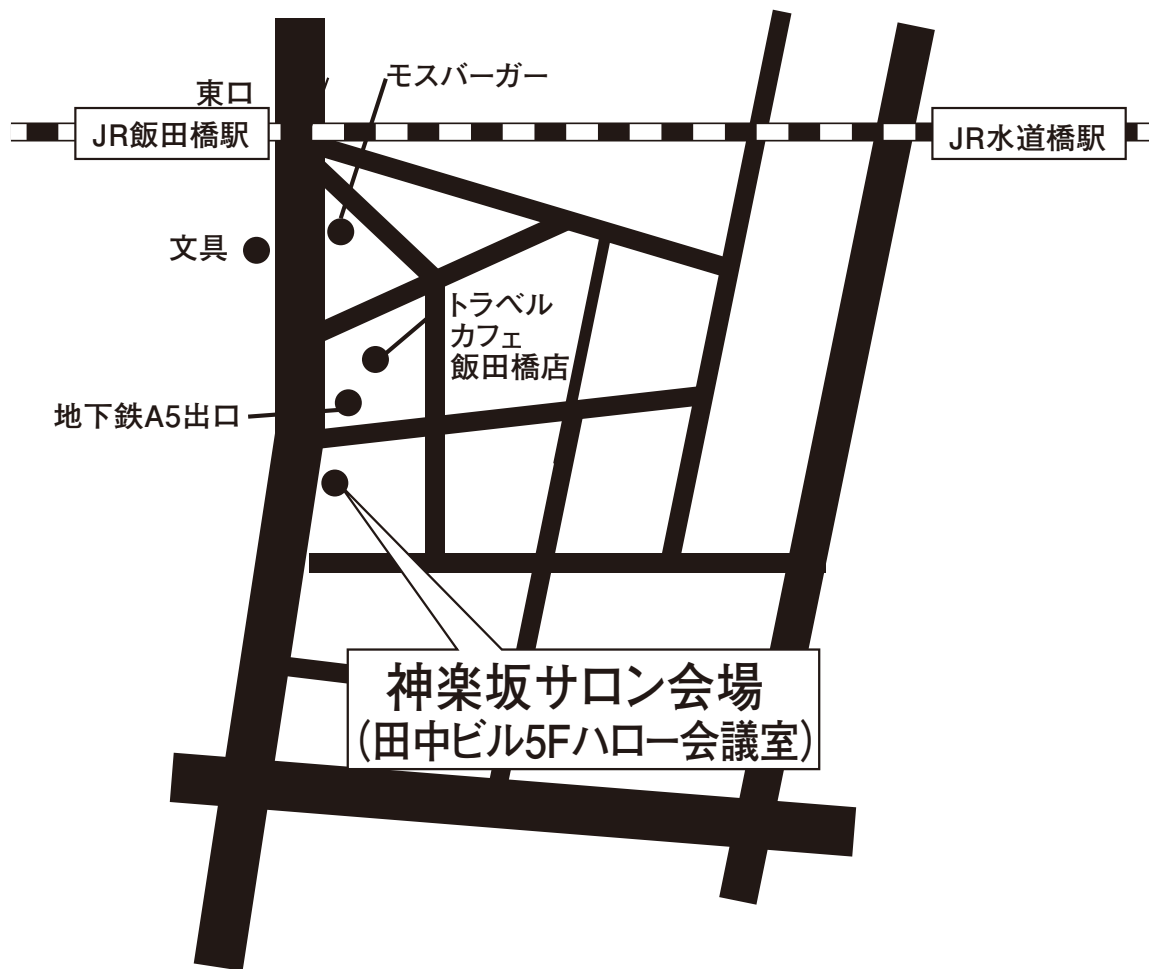 モスバーガー
東口
JR飯田橋駅
JR水道橋駅
文具
トラベル
カフェ
飯田橋店
地下鉄A5出口
神楽坂サロン会場
(田中ビル5Fハロー会議室)